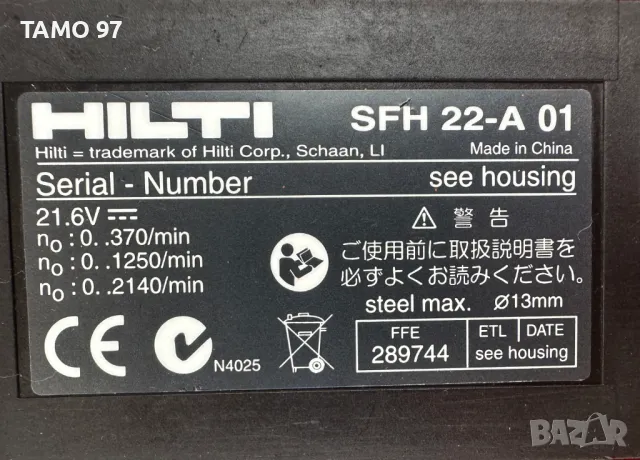 TAMO 97
HILTI SFH 22-A 01
Hilti = trademark of Hilti Corp., Schaan, LI Made in China
Serial - Number see housing
21.6V
n0 : 0. .370/min
n0 : 0. .1250/min
n0 : 0. .2140/min
警告
ご使用前に取扱説明書を
必ずよくお読みください。
steel max. ⌀13mm
CE N4025
FFE
289744
ETL DATE
see housing
BAZAR